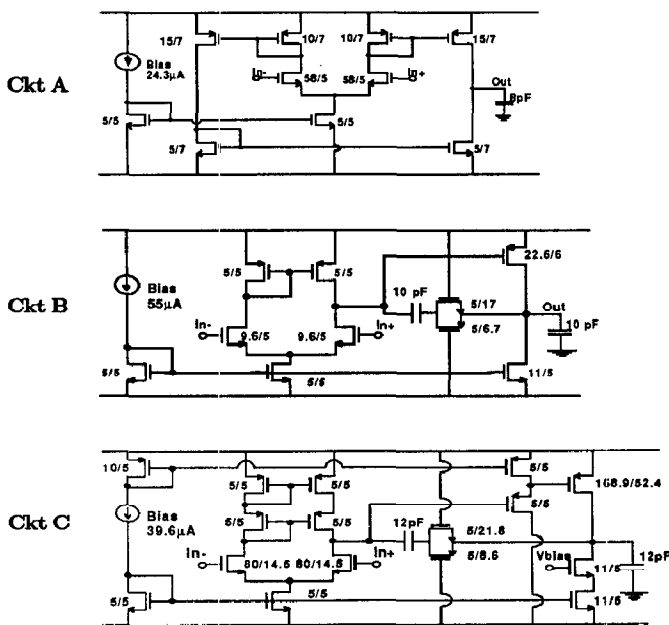 Ckt A
15/7
10/7
10/7
15/7
Bias
24.3µA
In-
58/5
58/5
In+
Out
8pF
5/5
5/5
5/7
5/7
Ckt B
5/5
5/5
22.6/6
Bias
55µA
10 pF
5/17
Out
In-
9.6/5
9.6/5
In+
5/6.7
10 pF
5/5
5/5
11/5
Ckt C
10/5
5/5
5/5
5/5
168.9/52.4
5/5
5/5
5/5
Bias
39.6µA
12pF
5/21.6
In-
80/14.5
80/14.5
In+
5/8.6
Vbias
11/5
12pF
5/5
5/5
11/5